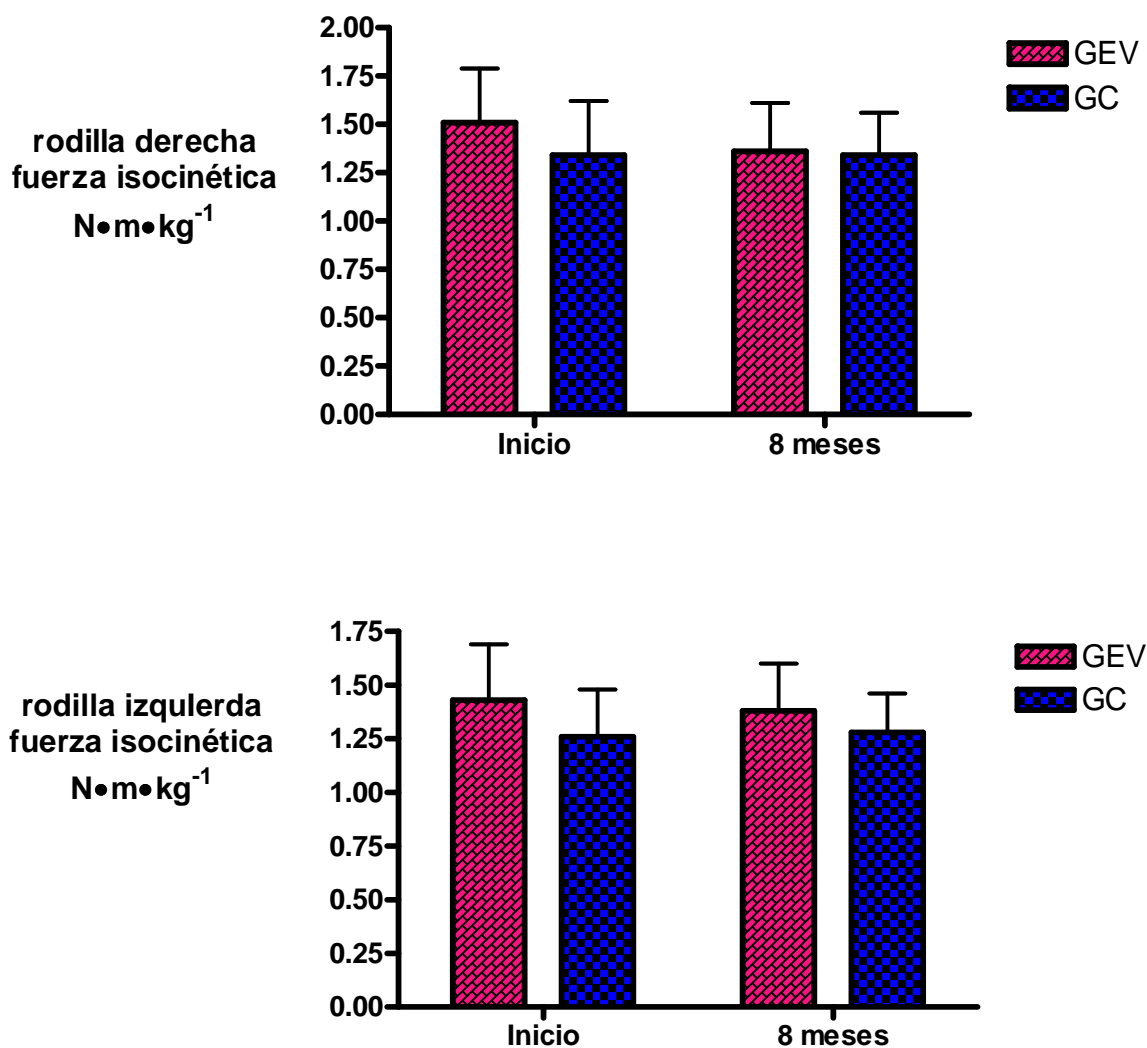 2.00
1.75
1.50
1.25
1.00
0.75
0.50
0.25
0.00
rodilla derecha
fuerza isocinética
N•m•kg⁻¹
Inicio 8 meses
GEV
GC
1.75
1.50
1.25
1.00
0.75
0.50
0.25
0.00
rodilla izqulerda
fuerza isocinética
N•m•kg⁻¹
Inicio 8 meses
GEV
GC